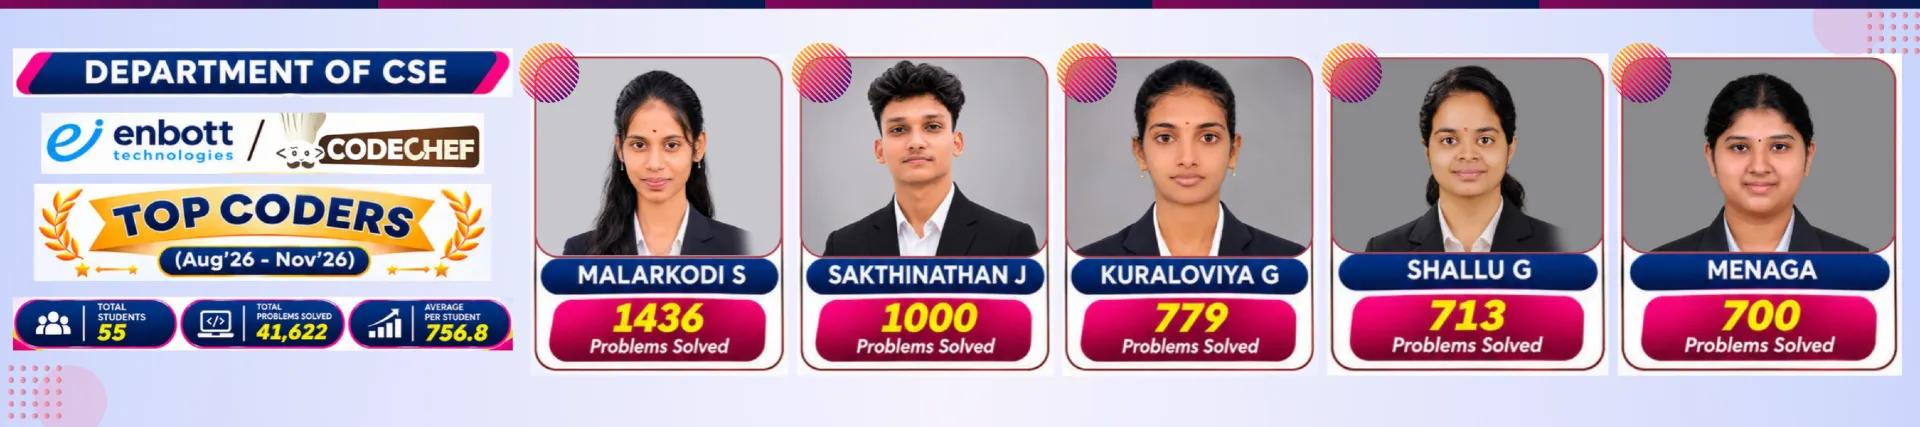 DEPARTMENT OF CSE
ej enbott technologies / CODECHEF
TOP CODERS
(Aug'26 - Nov'26)
TOTAL STUDENTS
55
TOTAL PROBLEMS SOLVED
41,622
AVERAGE PER STUDENT
756.8
MALARKODI S
1436
Problems Solved
SAKTHINATHAN J
1000
Problems Solved
KURALOVIYA G
779
Problems Solved
SHALLU G
713
Problems Solved
MENAGA
700
Problems Solved